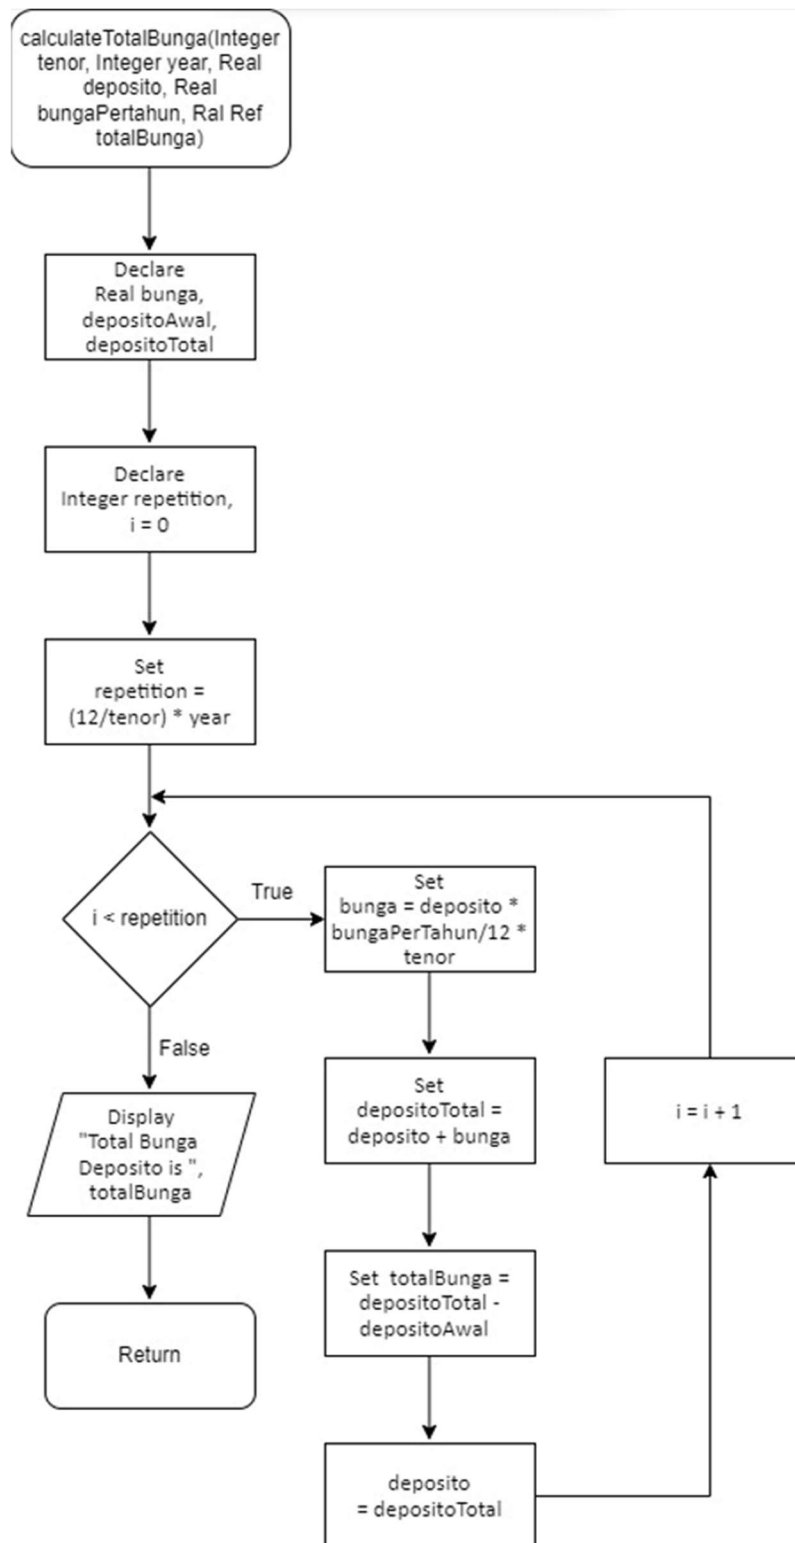 calculateTotalBunga(Integer
tenor, Integer year, Real
deposito, Real
bungaPertahun, Ral Ref
totalBunga)
Declare
Real bunga,
depositoAwal,
depositoTotal
Declare
Integer repetition,
i = 0
Set
repetition =
(12/tenor) * year
i < repetition
True
Set
bunga = deposito *
bungaPerTahun/12 *
tenor
False
Set
depositoTotal =
deposito + bunga
i = i + 1
Display
"Total Bunga
Deposito is ",
totalBunga
Set totalBunga =
depositoTotal -
depositoAwal
Return
deposito
= depositoTotal